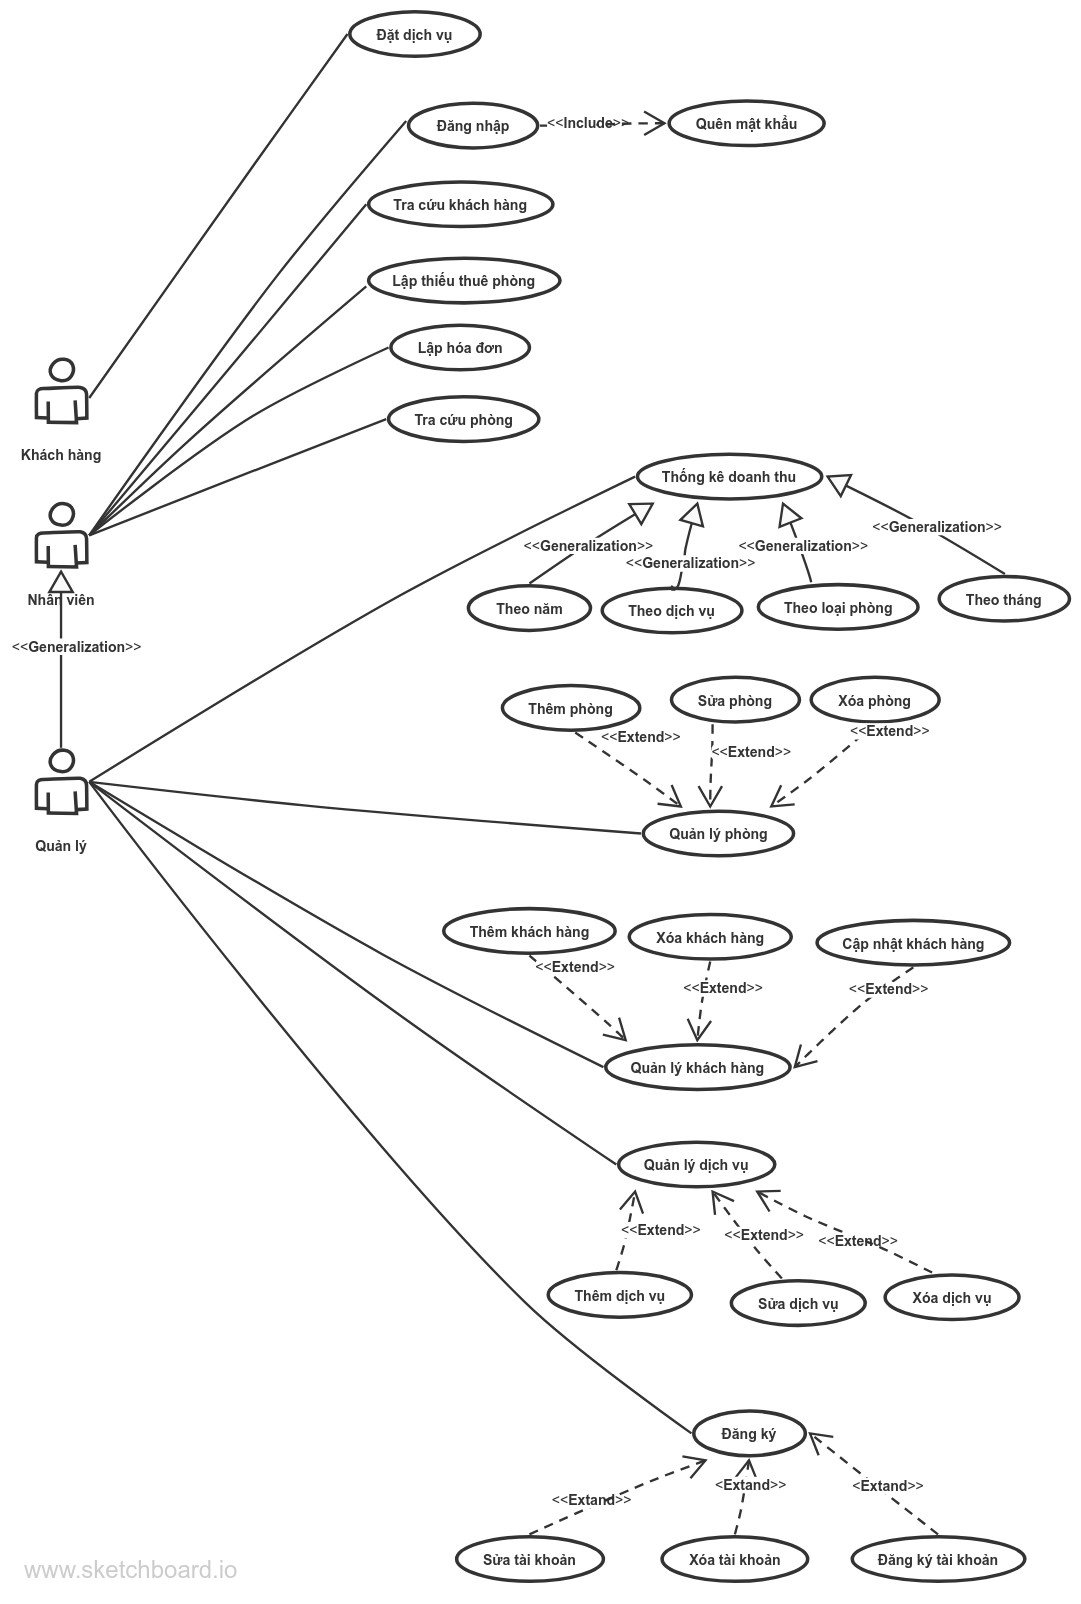 Đặt dịch vụ
Đăng nhập
<<Include>>
Quên mật khẩu
Tra cứu khách hàng
Lập thiếu thuê phòng
Lập hóa đơn
Tra cứu phòng
Khách hàng
Thống kê doanh thu
<<Generalization>>
<<Generalization>>
<<Generalization>>
<<Generalization>>
Nhân viên
Theo năm
Theo dịch vụ
Theo loại phòng
Theo tháng
<<Generalization>>
Thêm phòng
Sửa phòng
Xóa phòng
<<Extend>>
<<Extend>>
<<Extend>>
Quản lý phòng
Quản lý
Thêm khách hàng
Xóa khách hàng
Cập nhật khách hàng
<<Extend>>
<<Extend>>
<<Extend>>
Quản lý khách hàng
Quản lý dịch vụ
<<Extend>>
<<Extend>>
<<Extend>>
Thêm dịch vụ
Sửa dịch vụ
Xóa dịch vụ
Đăng ký
<<Extand>>
<Extand>>
<Extand>>
Sửa tài khoản
Xóa tài khoản
Đăng ký tài khoản
www.sketchboard.io